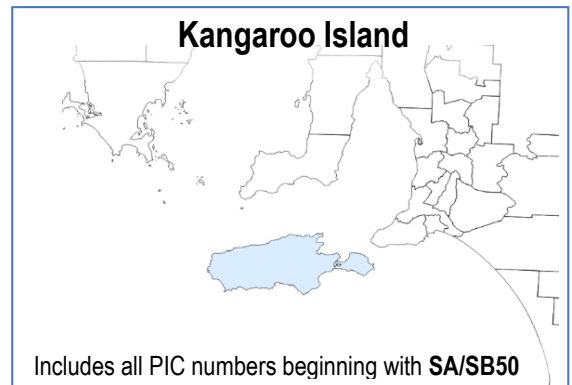 Kangaroo Island
Includes all PIC numbers beginning with SA/SB50